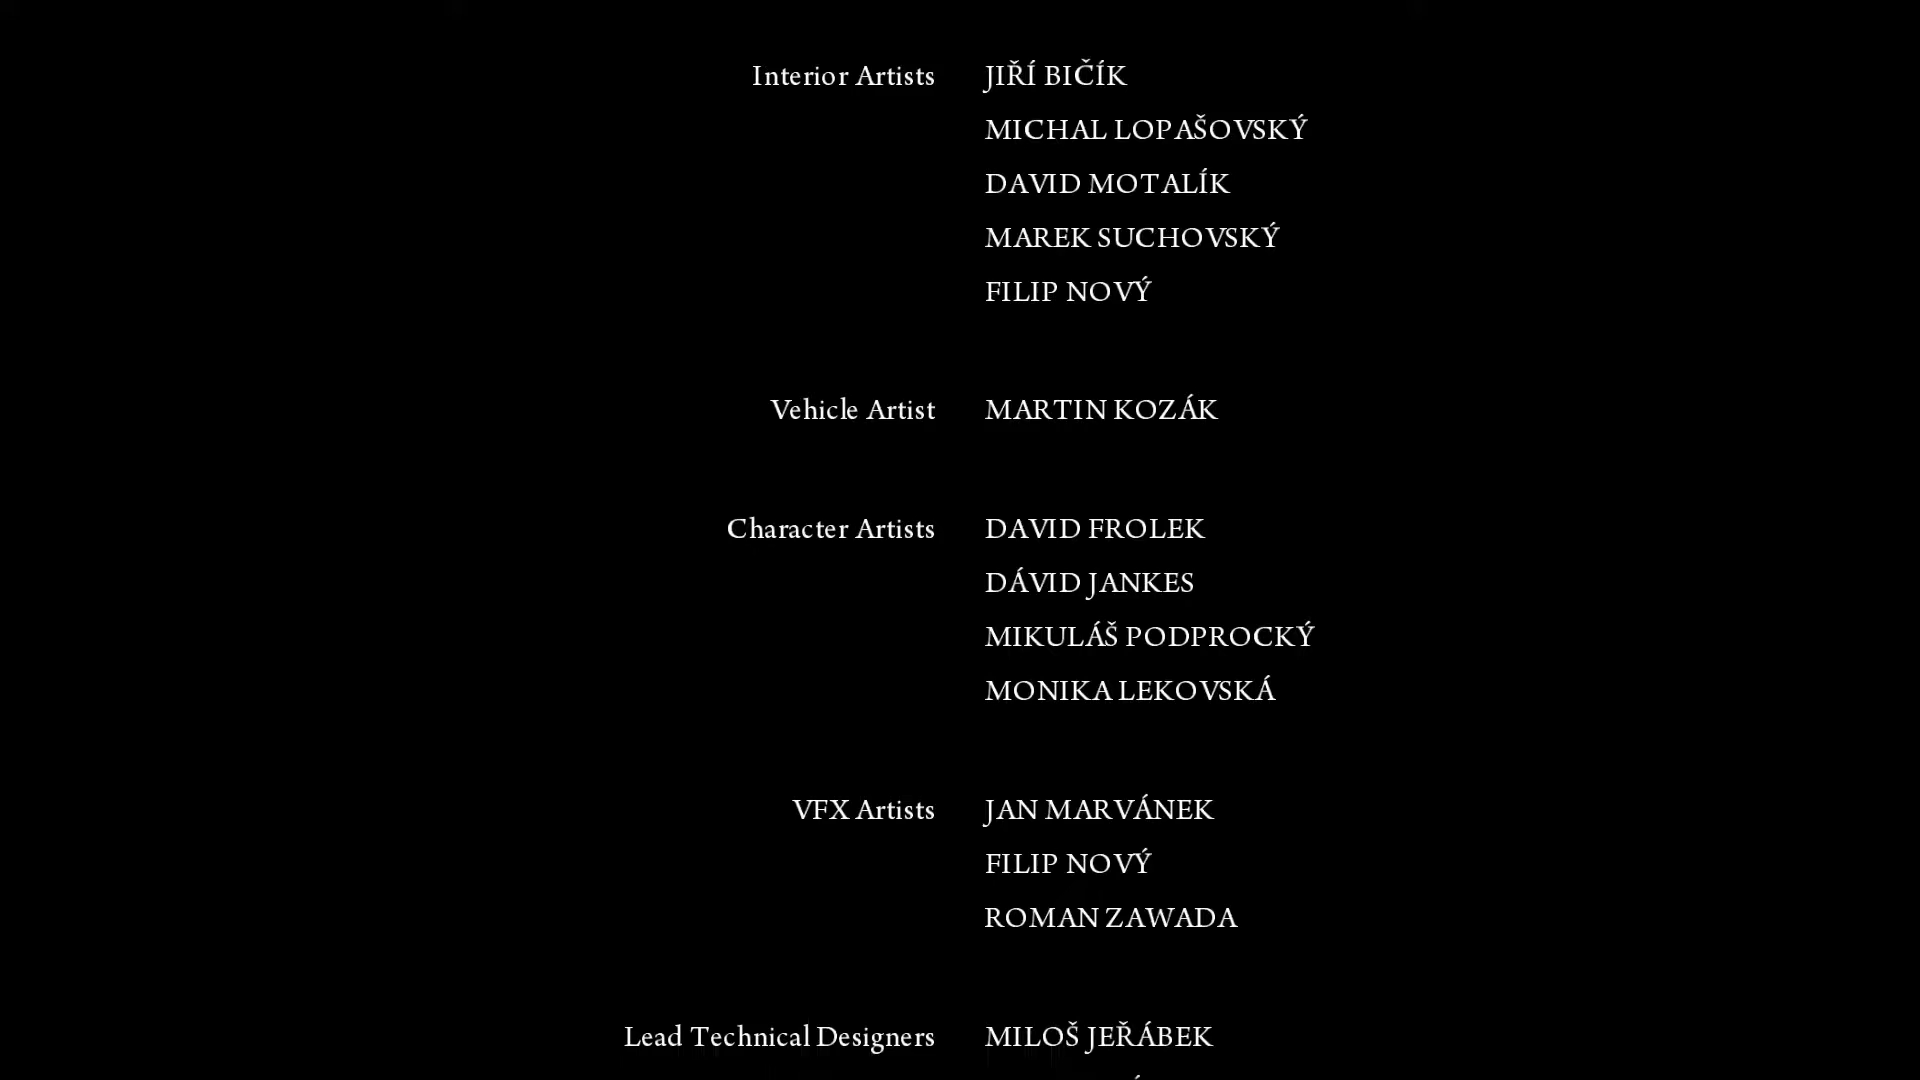 Interior Artists JIŘÍ BIČÍK
MICHAL LOPAŠOVSKÝ
DAVID MOTALÍK
MAREK SUCHOVSKÝ
FILIP NOVÝ
Vehicle Artist MARTIN KOZÁK
Character Artists DAVID FROLEK
DÁVID JANKES
MIKULÁŠ PODPROCKÝ
MONIKA LEKOVSKÁ
VFX Artists JAN MARVÁNEK
FILIP NOVÝ
ROMAN ZAWADA
Lead Technical Designers MILOŠ JEŘÁBEK